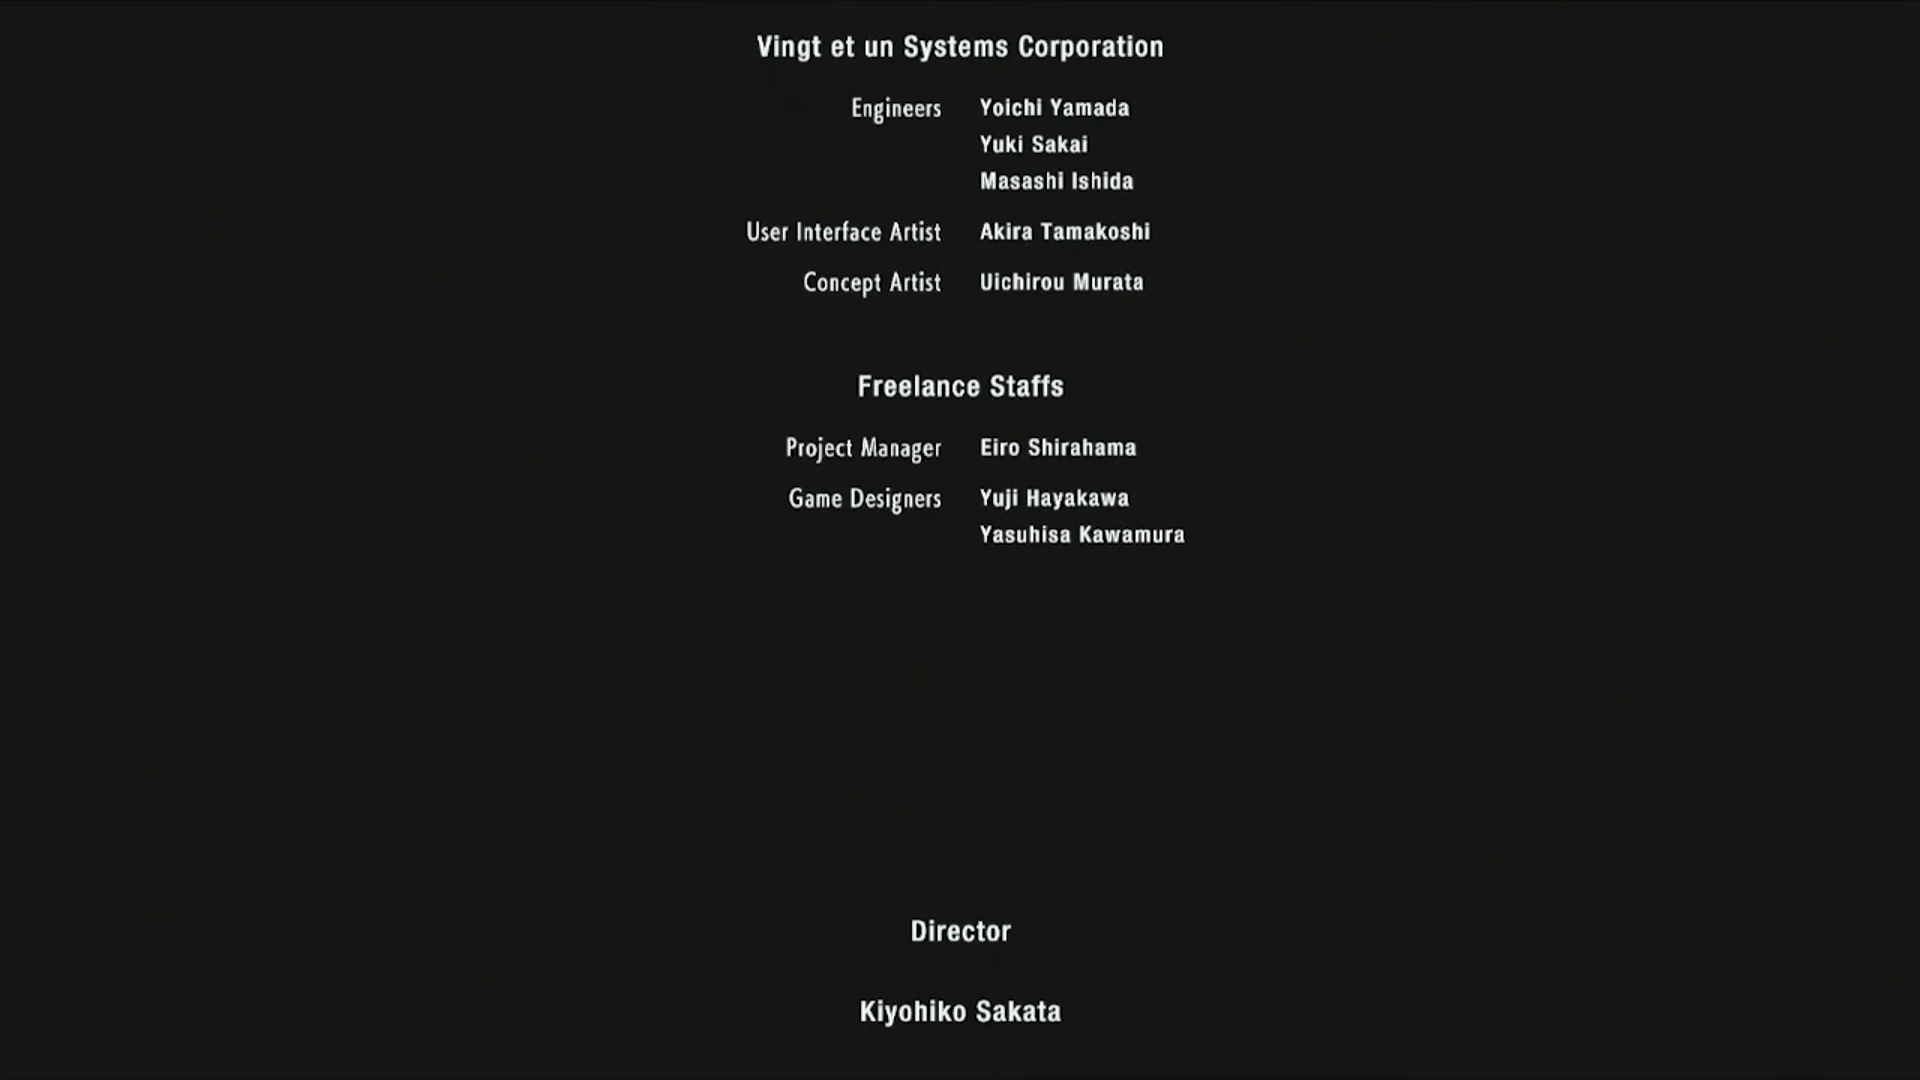 Vingt et un Systems Corporation
Engineers Yoichi Yamada
Yuki Sakai
Masashi Ishida
User Interface Artist Akira Tamakoshi
Concept Artist Uichirou Murata
Freelance Staffs
Project Manager Eiro Shirahama
Game Designers Yuji Hayakawa
Yasuhisa Kawamura
Director
Kiyohiko Sakata